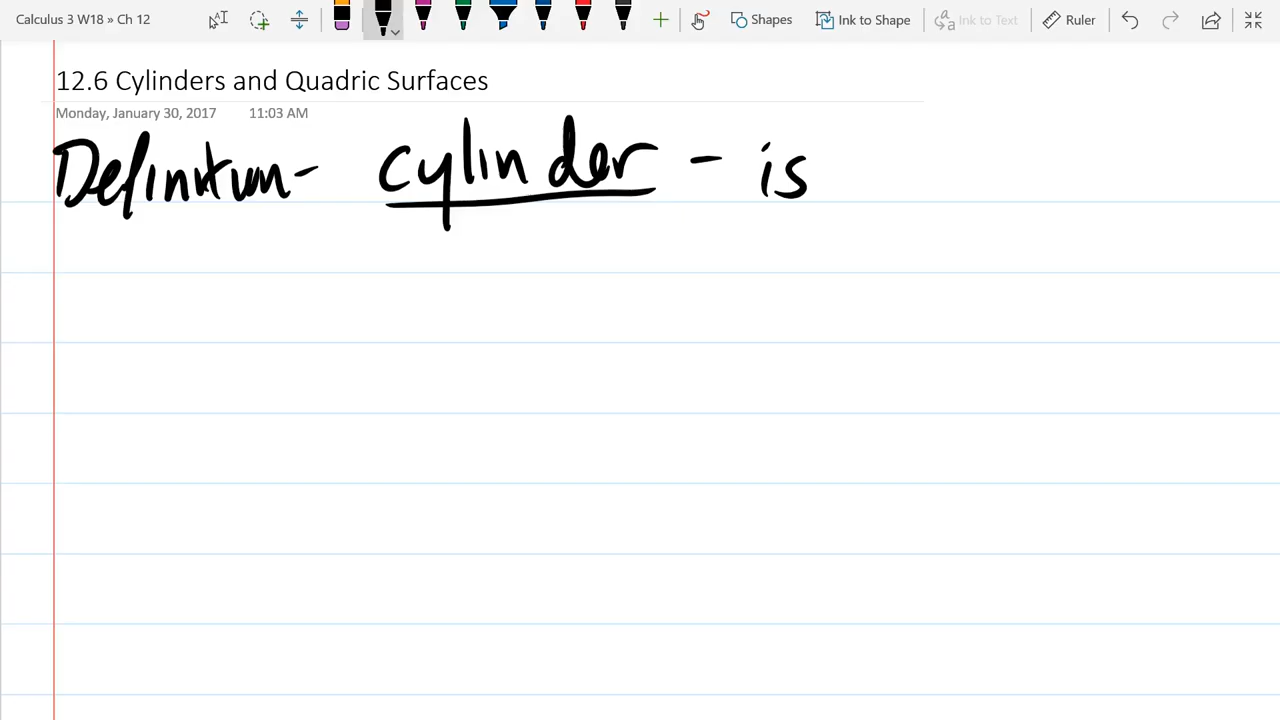 Calculus 3 W18 » Ch 12
Shapes
Ink to Shape
Ink to Text
Ruler
12.6 Cylinders and Quadric Surfaces
Monday, January 30, 2017 11:03 AM
Definition- cylinder - is